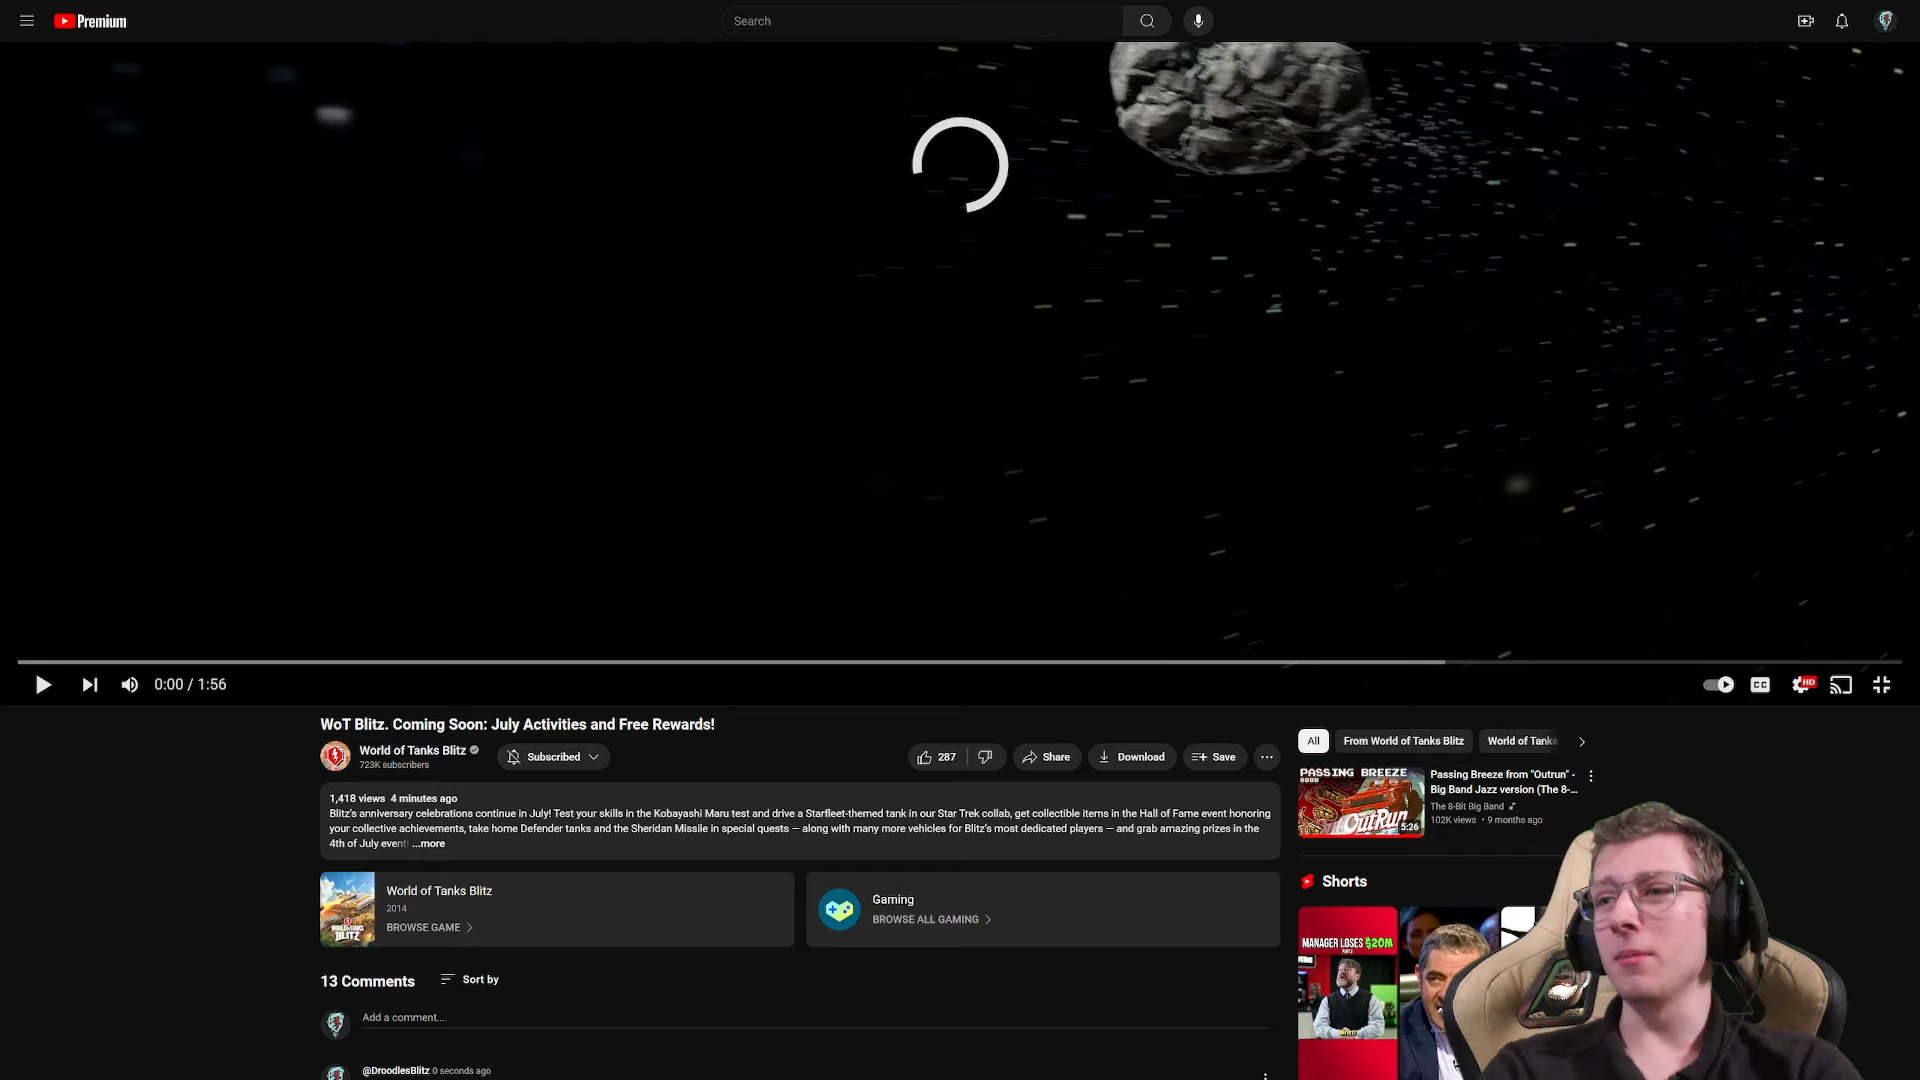 Premium
Search
0:00 / 1:56
CC
HD
WoT Blitz. Coming Soon: July Activities and Free Rewards!
World of Tanks Blitz
723K subscribers
Subscribed
287
Share
Download
Save
1,418 views 4 minutes ago
Blitz's anniversary celebrations continue in July! Test your skills in the Kobayashi Maru test and drive a Starfleet-themed tank in our Star Trek collab, get collectible items in the Hall of Fame event honoring
your collective achievements, take home Defender tanks and the Sheridan Missile in special quests — along with many more vehicles for Blitz's most dedicated players — and grab amazing prizes in the
4th of July event! ...more
World of Tanks Blitz
2014
BROWSE GAME
WORLD OF TANKS
BLITZ
Gaming
BROWSE ALL GAMING
13 Comments
Sort by
Add a comment...
@DroodlesBlitz 0 seconds ago
All
From World of Tanks Blitz
World of Tanks
PASSING BREEZE
OutRun
5:26
Passing Breeze from "Outrun" -
Big Band Jazz version (The 8-...
The 8-Bit Big Band
102K views • 9 months ago
Shorts
MANAGER LOSES $20M